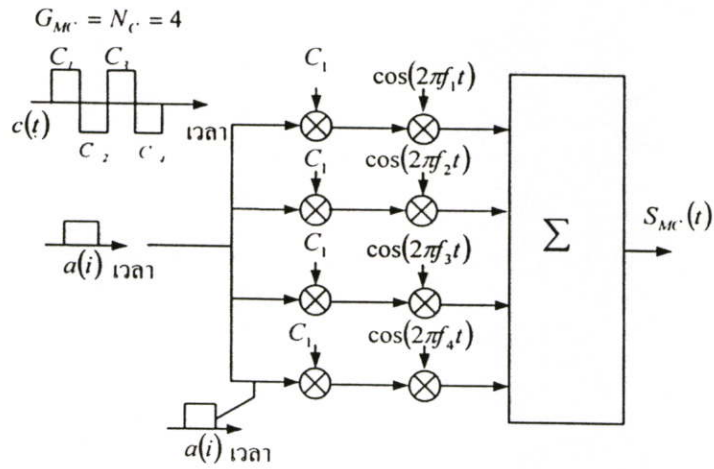 G_MC = N_C = 4
C_1 C_3
c(t) เวลา
C_2 C_4
C_1 cos(2πf_1t)
C_1 cos(2πf_2t)
a(i) เวลา
Σ
S_MC(t)
C_1 cos(2πf_3t)
C_1 cos(2πf_4t)
a(i) เวลา